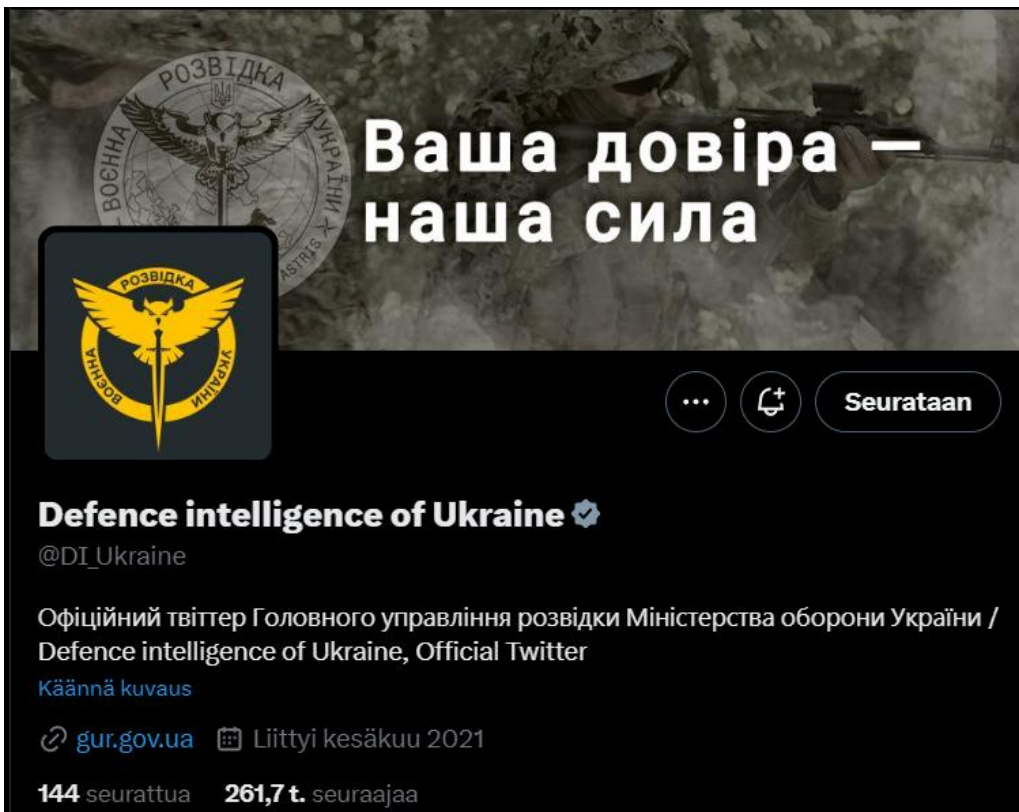 ВОЄННА РОЗВІДКА УКРАЇНИ
ASTRIS
Ваша довіра —
наша сила
ВОЄННА РОЗВІДКА УКРАЇНИ
Seurataan
Defence intelligence of Ukraine
@DI_Ukraine
Офіційний твіттер Головного управління розвідки Міністерства оборони України /
Defence intelligence of Ukraine, Official Twitter
Käännä kuvaus
gur.gov.ua Liittyi kesäkuu 2021
144 seurattua 261,7 t. seuraajaa